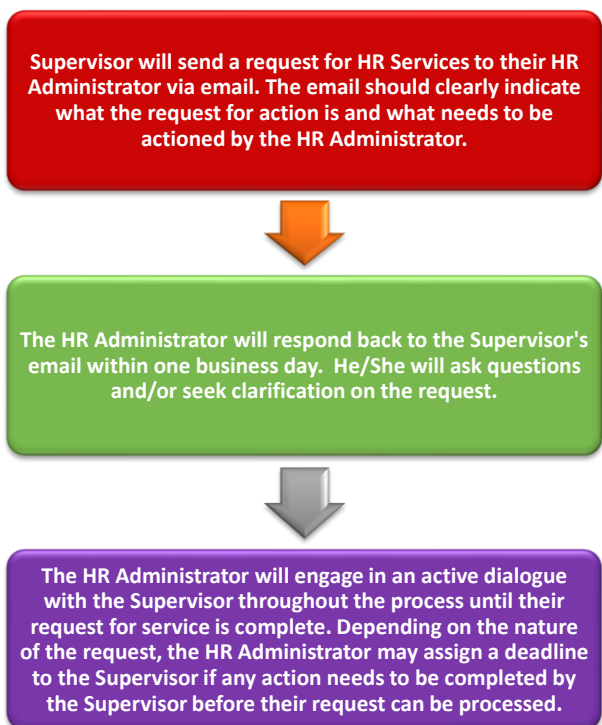 Supervisor will send a request for HR Services to their HR
Administrator via email. The email should clearly indicate
what the request for action is and what needs to be
actioned by the HR Administrator.
The HR Administrator will respond back to the Supervisor's
email within one business day.  He/She will ask questions
and/or seek clarification on the request.
The HR Administrator will engage in an active dialogue
with the Supervisor throughout the process until their
request for service is complete. Depending on the nature
of the request, the HR Administrator may assign a deadline
to the Supervisor if any action needs to be completed by
the Supervisor before their request can be processed.